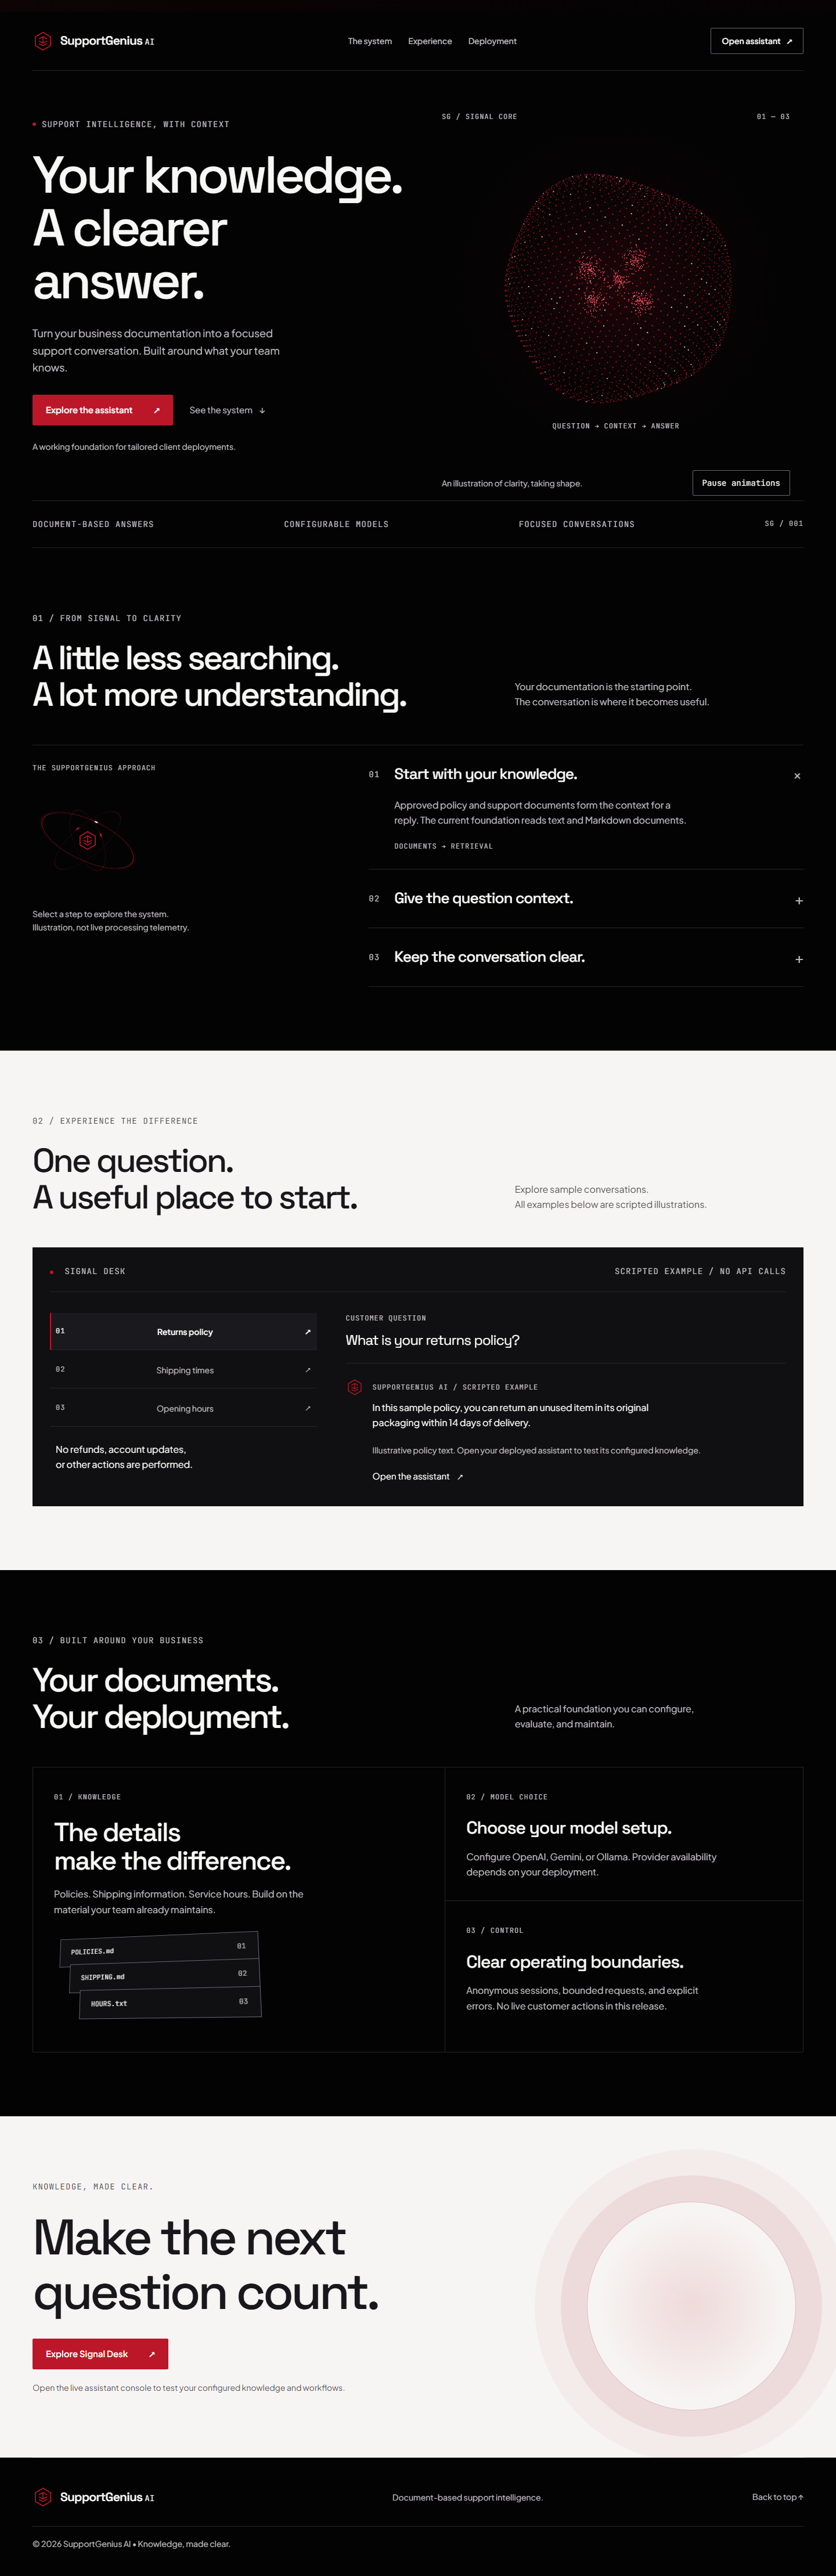 SupportGenius AI
The system
Experience
Deployment
Open assistant ↗
SUPPORT INTELLIGENCE, WITH CONTEXT
Your knowledge.
A clearer
answer.
Turn your business documentation into a focused
support conversation. Built around what your team
knows.
Explore the assistant ↗
See the system ↓
A working foundation for tailored client deployments.
SG / SIGNAL CORE
01 — 03
QUESTION → CONTEXT → ANSWER
An illustration of clarity, taking shape.
Pause animations
DOCUMENT-BASED ANSWERS
CONFIGURABLE MODELS
FOCUSED CONVERSATIONS
SG / 001
01 / FROM SIGNAL TO CLARITY
A little less searching.
A lot more understanding.
Your documentation is the starting point.
The conversation is where it becomes useful.
THE SUPPORTGENIUS APPROACH
Select a step to explore the system.
Illustration, not live processing telemetry.
01 Start with your knowledge. ×
Approved policy and support documents form the context for a
reply. The current foundation reads text and Markdown documents.
DOCUMENTS → RETRIEVAL
02 Give the question context. +
03 Keep the conversation clear. +
02 / EXPERIENCE THE DIFFERENCE
One question.
A useful place to start.
Explore sample conversations.
All examples below are scripted illustrations.
SIGNAL DESK
SCRIPTED EXAMPLE / NO API CALLS
01 Returns policy ↗
02 Shipping times ↗
03 Opening hours ↗
No refunds, account updates,
or other actions are performed.
CUSTOMER QUESTION
What is your returns policy?
SUPPORTGENIUS AI / SCRIPTED EXAMPLE
In this sample policy, you can return an unused item in its original
packaging within 14 days of delivery.
Illustrative policy text. Open your deployed assistant to test its configured knowledge.
Open the assistant ↗
03 / BUILT AROUND YOUR BUSINESS
Your documents.
Your deployment.
A practical foundation you can configure,
evaluate, and maintain.
01 / KNOWLEDGE
The details
make the difference.
Policies. Shipping information. Service hours. Build on the
material your team already maintains.
POLICIES.md 01
SHIPPING.md 02
HOURS.txt 03
02 / MODEL CHOICE
Choose your model setup.
Configure OpenAI, Gemini, or Ollama. Provider availability
depends on your deployment.
03 / CONTROL
Clear operating boundaries.
Anonymous sessions, bounded requests, and explicit
errors. No live customer actions in this release.
KNOWLEDGE, MADE CLEAR.
Make the next
question count.
Explore Signal Desk ↗
Open the live assistant console to test your configured knowledge and workflows.
SupportGenius AI
Document-based support intelligence.
Back to top ↑
© 2026 SupportGenius AI • Knowledge, made clear.